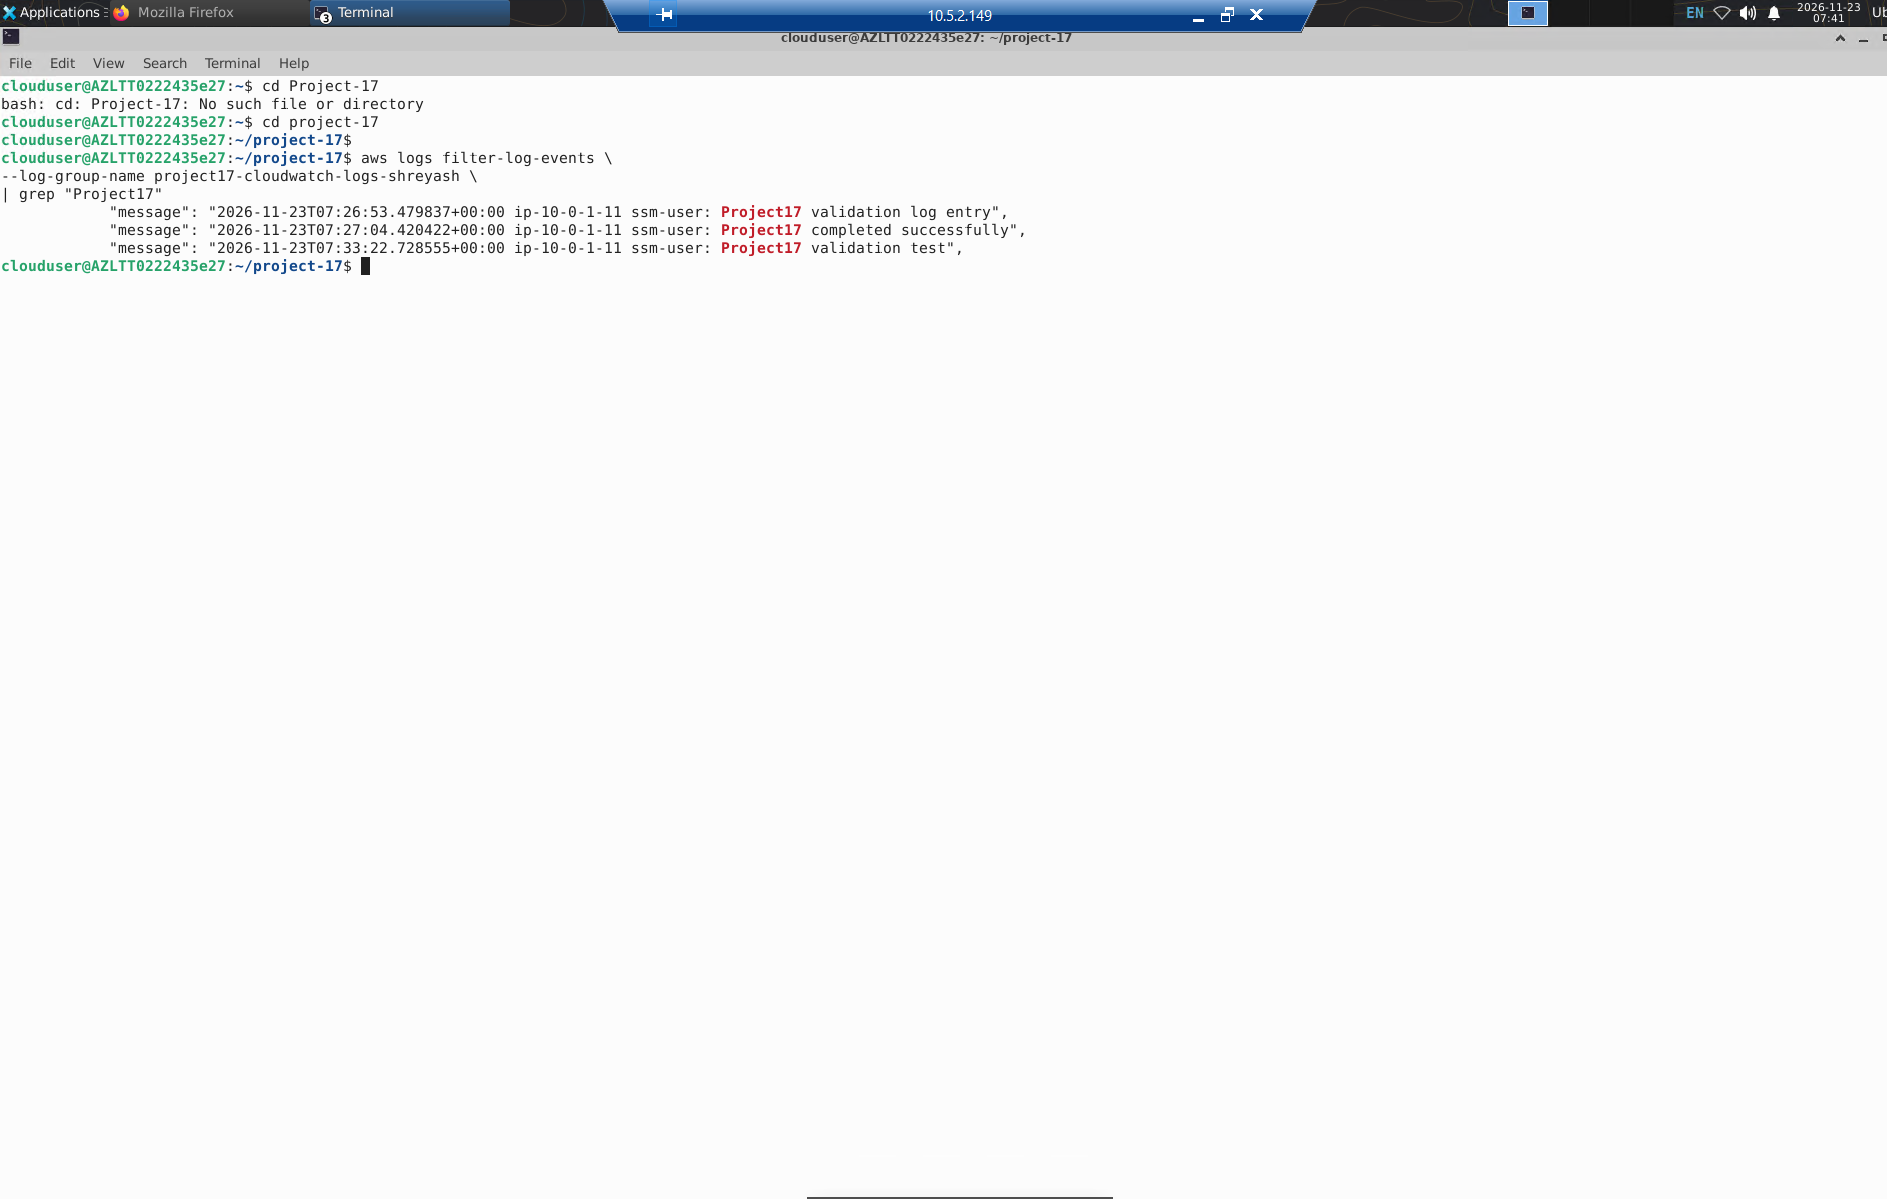 Applications
Mozilla Firefox
3
Terminal
10.5.2.149
EN
2026-11-23
07:41
Ub
clouduser@AZLTT0222435e27: ~/project-17
File Edit View Search Terminal Help
clouduser@AZLTT0222435e27:~$ cd Project-17
bash: cd: Project-17: No such file or directory
clouduser@AZLTT0222435e27:~$ cd project-17
clouduser@AZLTT0222435e27:~/project-17$
clouduser@AZLTT0222435e27:~/project-17$ aws logs filter-log-events \
--log-group-name project17-cloudwatch-logs-shreyash \
| grep "Project17"
"message": "2026-11-23T07:26:53.479837+00:00 ip-10-0-1-11 ssm-user: Project17 validation log entry",
"message": "2026-11-23T07:27:04.420422+00:00 ip-10-0-1-11 ssm-user: Project17 completed successfully",
"message": "2026-11-23T07:33:22.728555+00:00 ip-10-0-1-11 ssm-user: Project17 validation test",
clouduser@AZLTT0222435e27:~/project-17$